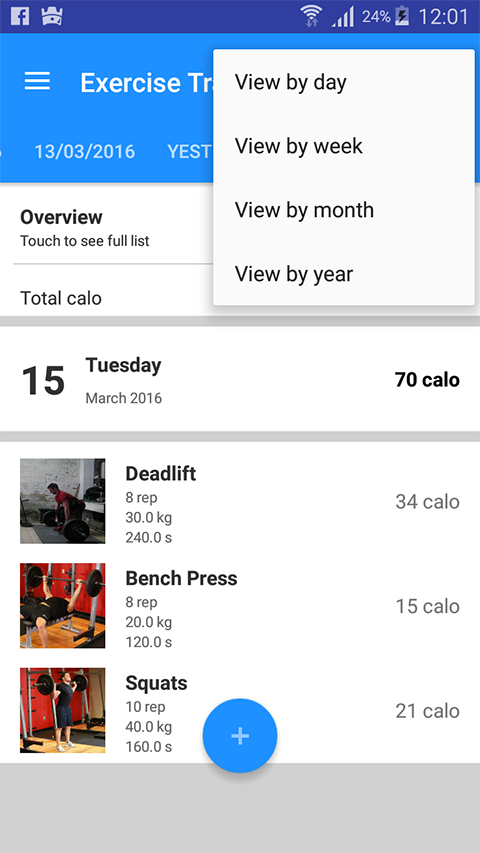 24%
12:01
Exercise Tra
View by day
13/03/2016
YEST
View by week
View by month
View by year
Overview
Touch to see full list
Total calo
15
Tuesday
March 2016
70 calo
Deadlift
8 rep
30.0 kg
240.0 s
34 calo
Bench Press
8 rep
20.0 kg
120.0 s
15 calo
Squats
10 rep
40.0 kg
160.0 s
21 calo
+